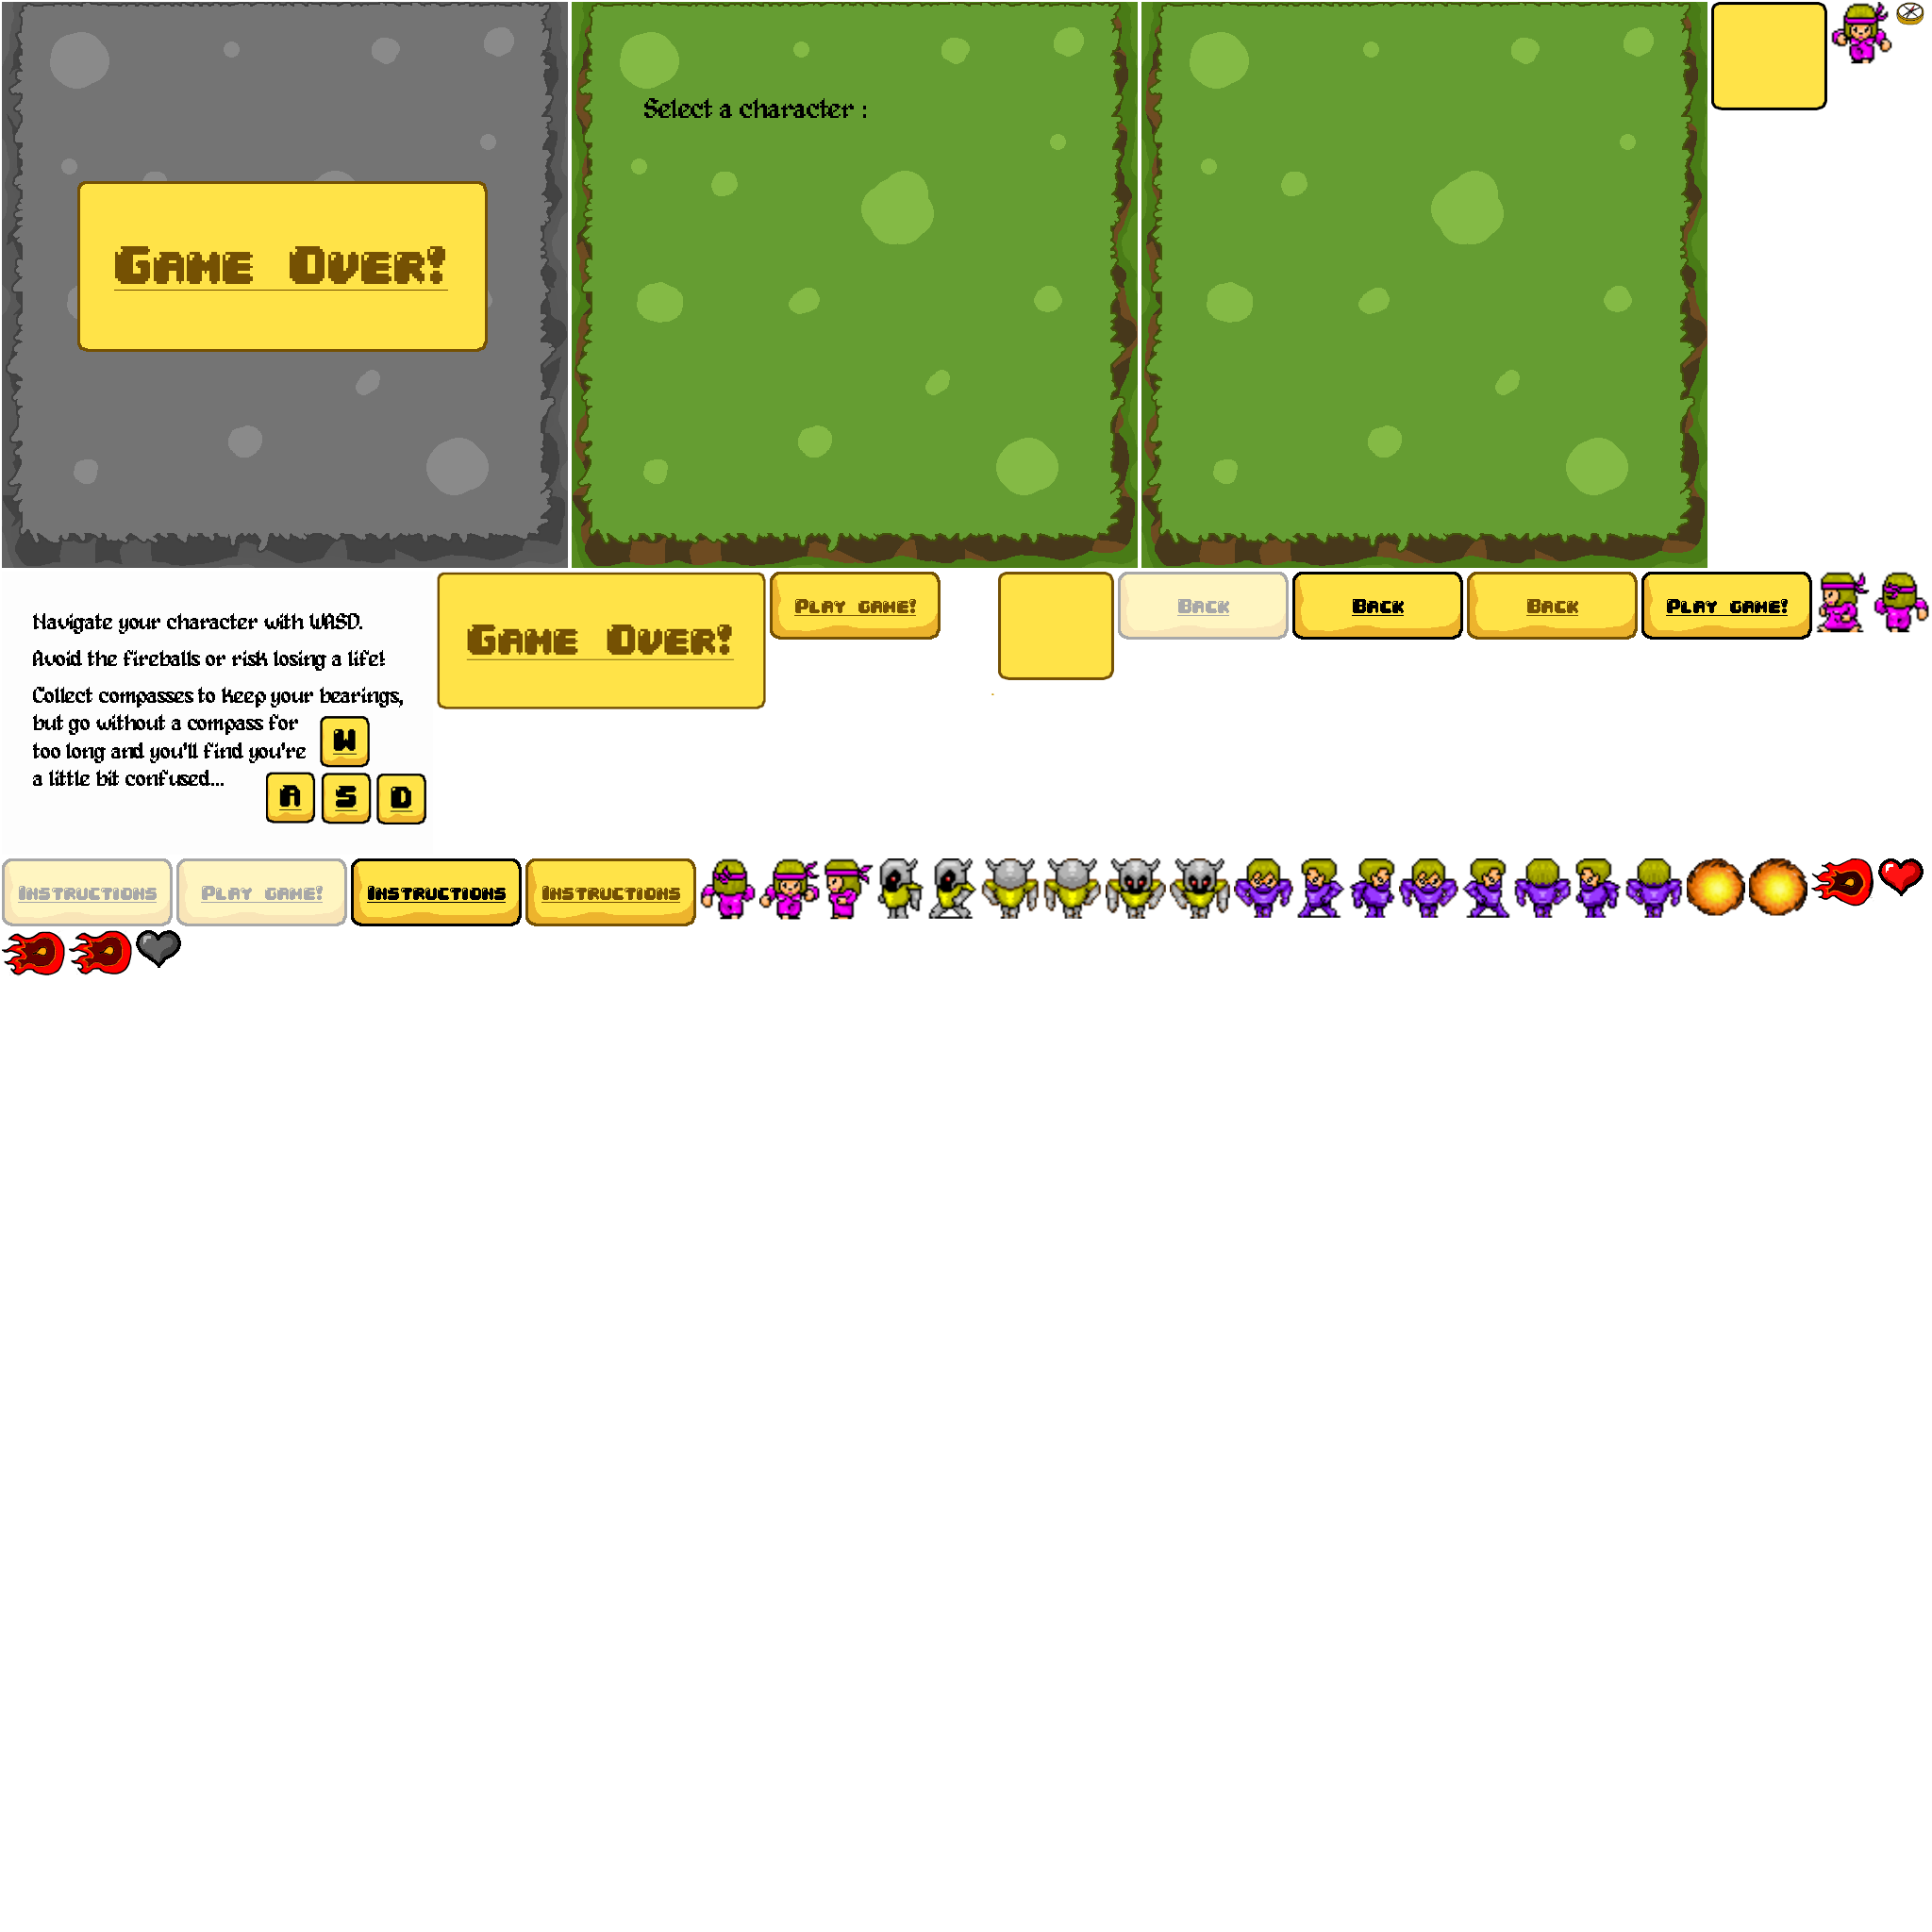 Select a character :
Game Over!
Navigate your character with WASD.
Avoid the fireballs or risk losing a life!
Collect compasses to keep your bearings,
but go without a compass for
too long and you'll find you're
a little bit confused...
W
A S D
Game Over!
Play game!
Back
Back
Back
Play game!
Instructions
Play game!
Instructions
Instructions